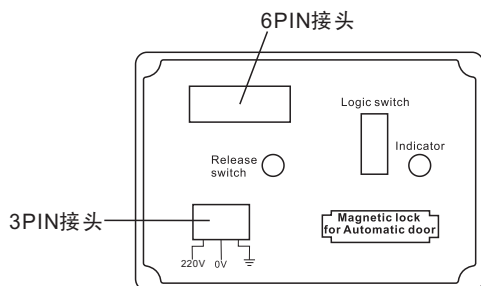 6PIN接头
Logic switch
Indicator
Release
switch
3PIN接头
Magnetic lock
for Automatic door
220V 0V